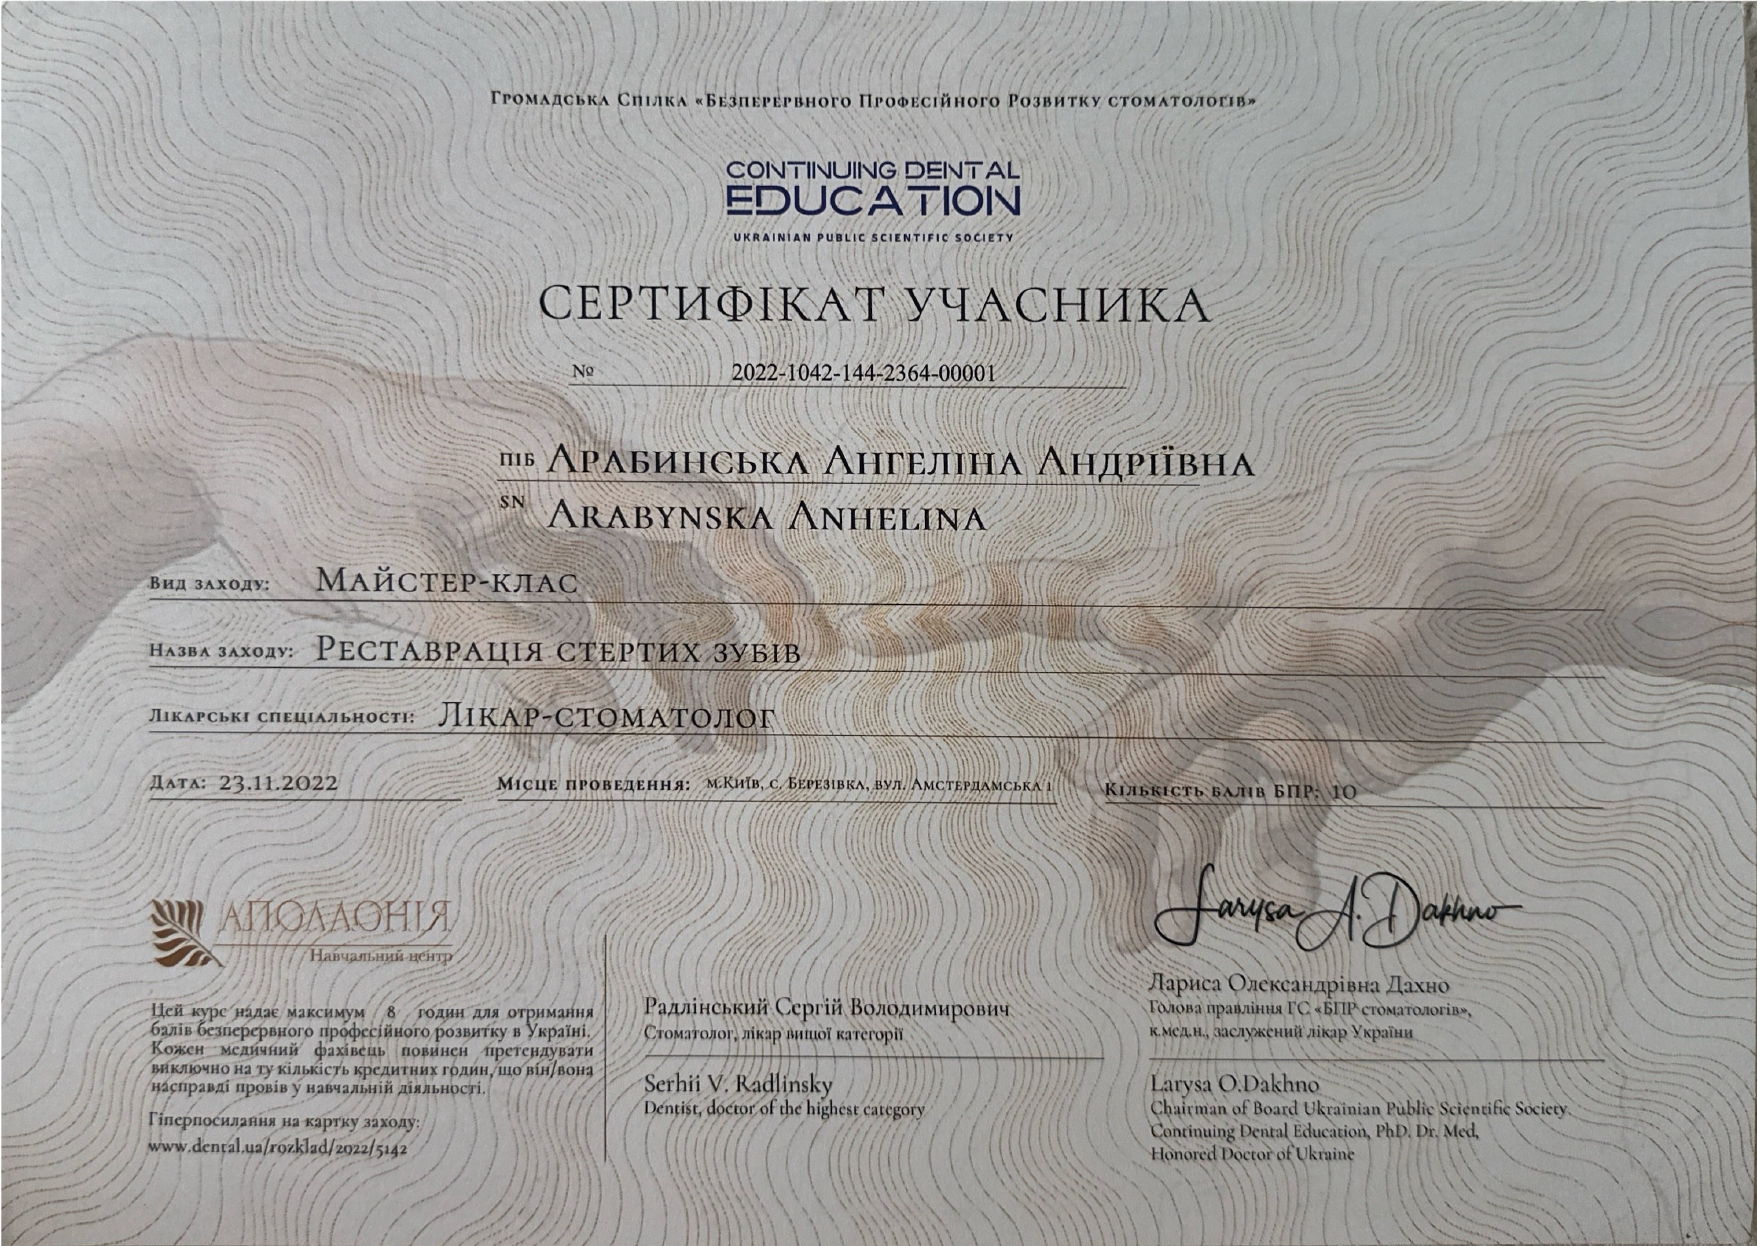 Громадська Спілка «Безперервного Професійного Розвитку стоматологів»
CONTINUING DENTAL
EDUCATION
UKRAINIAN PUBLIC SCIENTIFIC SOCIETY
СЕРТИФІКАТ УЧАСНИКА
№ 2022-1042-144-2364-00001
ПІБ Арабинська Ангеліна Андріївна
SN Arabynska Anhelina
Вид заходу: Майстер-клас
Назва заходу: Реставрація стертих зубів
Лікарські спеціальності: Лікар-стоматолог
Дата: 23.11.2022 Місце проведення: м.Київ, с. Березівка, вул. Амстердамська 1 Кількість балів БПР: 10
АПОЛЛОНІЯ
Навчальний центр
Цей курс надає максимум 8 годин для отримання
балів безперервного професійного розвитку в Україні.
Кожен медичний фахівець повинен претендувати
виключно на ту кількість кредитних годин, що він/вона
насправді провів у навчальній діяльності.
Гіперпосилання на картку заходу:
www.dental.ua/rozklad/2022/5142
Радлінський Сергій Володимирович
Стоматолог, лікар вищої категорії
Serhii V. Radlinsky
Dentist, doctor of the highest category
Larysa A. Dakhno
Лариса Олександрівна Дахно
Голова правління ГС «БПР стоматологів»,
к.мед.н., заслужений лікар України
Larysa O.Dakhno
Chairman of Board Ukrainian Public Scientific Society.
Continuing Dental Education, PhD. Dr. Med,
Honored Doctor of Ukraine